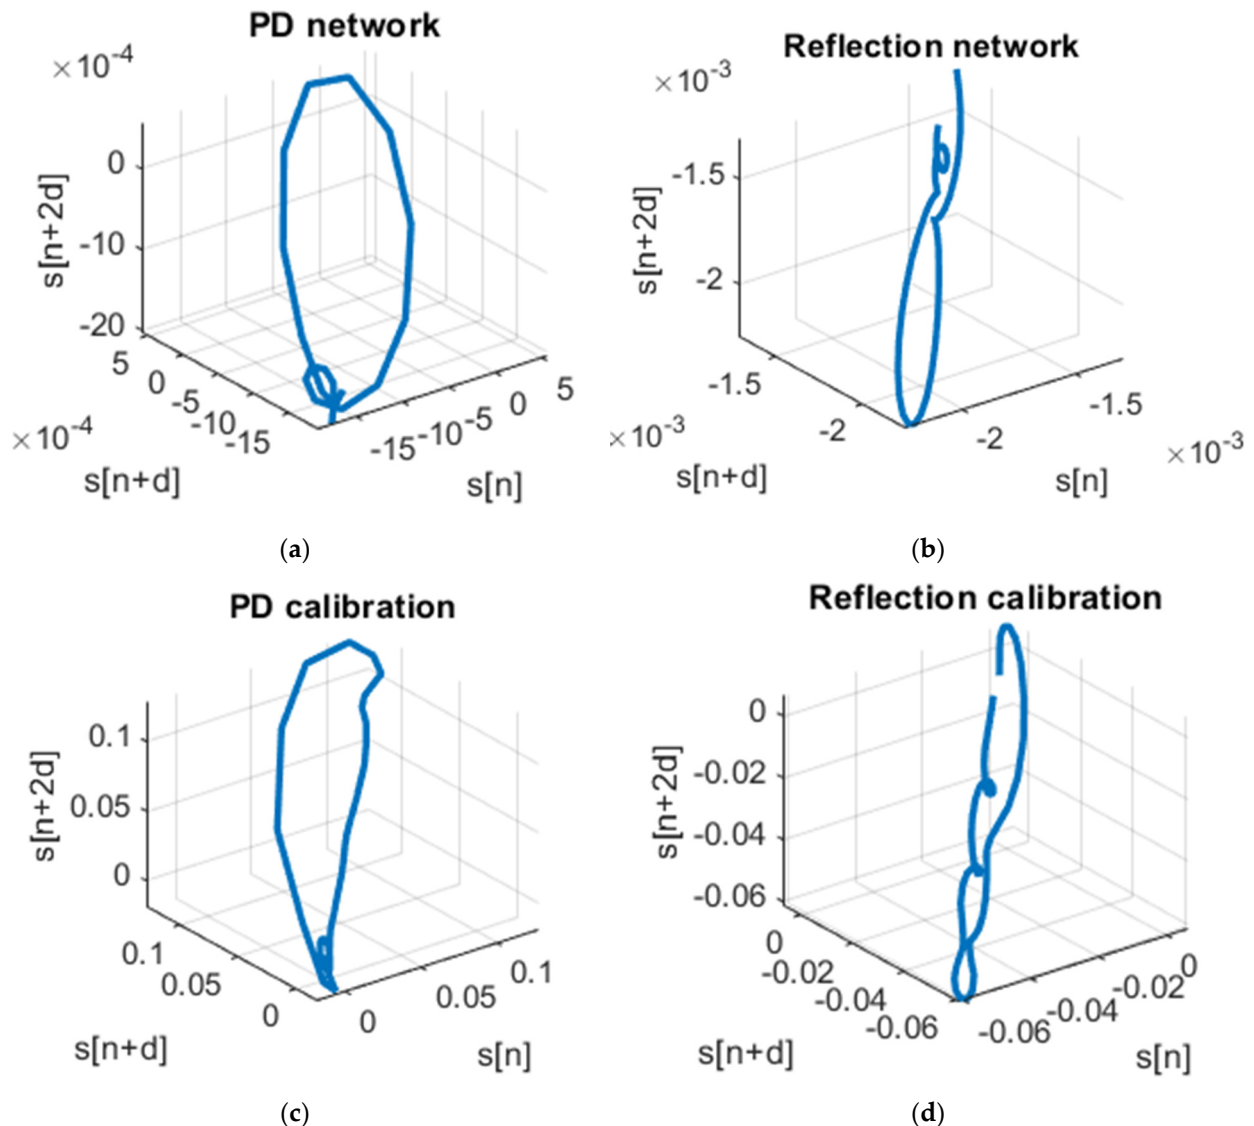 PD network
×10-4
s[n+2d]
0
-10
-20
5
0
-5
-10
-15
×10-4
s[n+d]
-15
-10
-5
0
5
s[n]
(a)
Reflection network
×10-3
s[n+2d]
-1.5
-2
-1.5
-2
×10-3
s[n+d]
-2
-1.5
×10-3
s[n]
(b)
PD calibration
s[n+2d]
0.1
0.05
0
0.1
0.05
0
s[n+d]
0
0.05
0.1
s[n]
(c)
Reflection calibration
s[n+2d]
0
-0.02
-0.04
-0.06
0
-0.02
-0.04
-0.06
s[n+d]
-0.06
-0.04
-0.02
0
s[n]
(d)